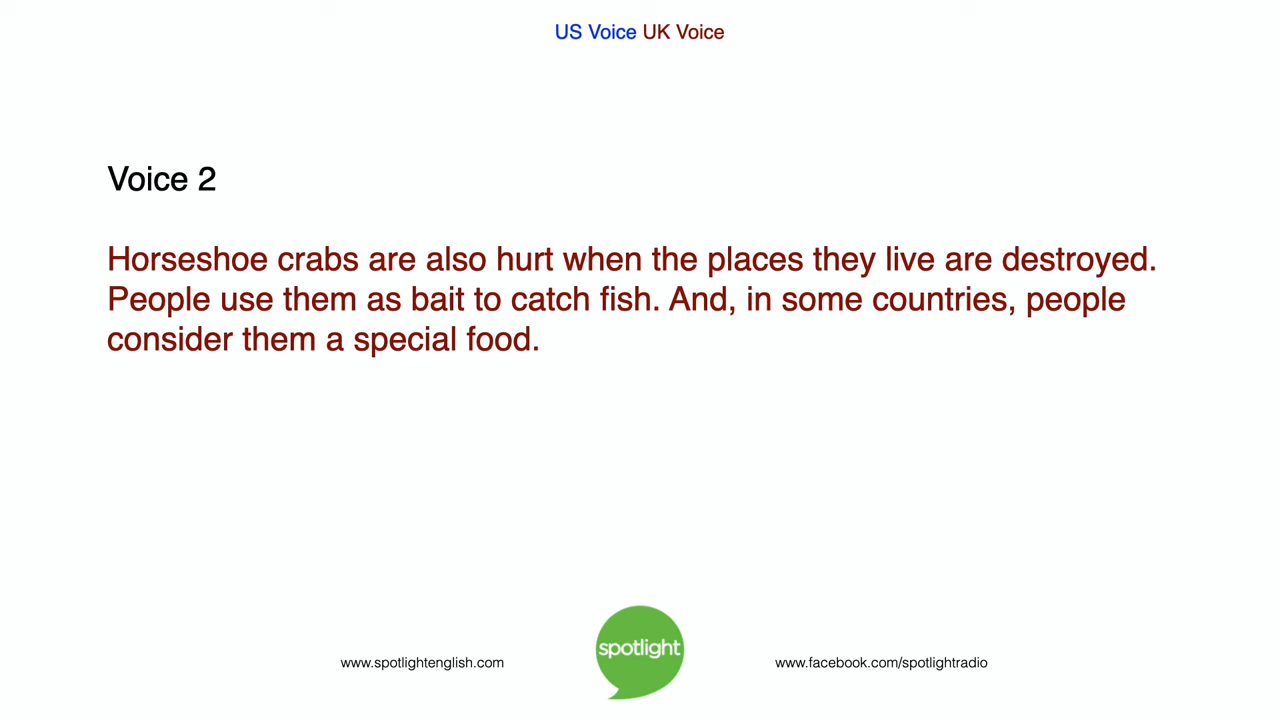 US Voice UK Voice
Voice 2
Horseshoe crabs are also hurt when the places they live are destroyed.
People use them as bait to catch fish. And, in some countries, people
consider them a special food.
spotlight
www.spotlightenglish.com
www.facebook.com/spotlightradio